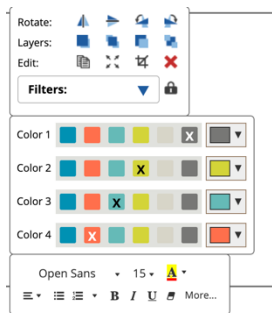 Rotate:
Layers:
Edit:
Filters:
Color 1 X
Color 2 X
Color 3 X
Color 4 X
Open Sans 15 A
B I U More...